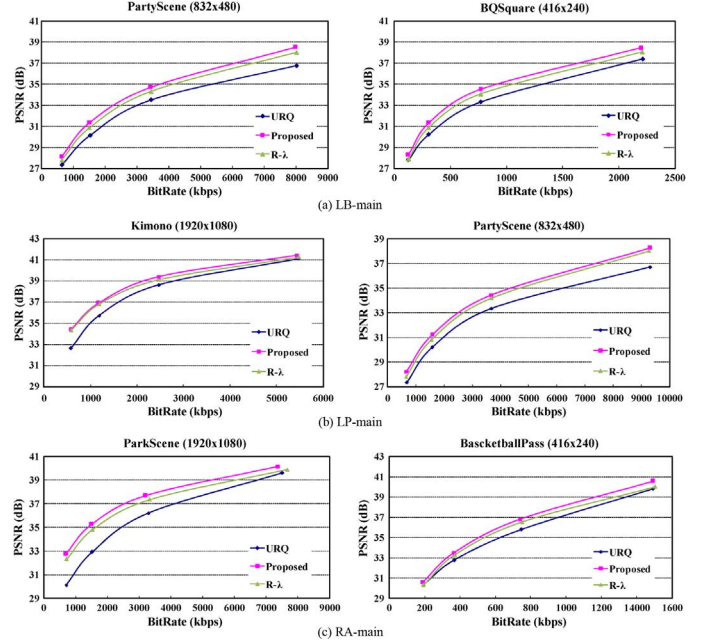 PartyScene (832x480)
PSNR (dB)
41
39
37
35
33
31
29
27
0 1000 2000 3000 4000 5000 6000 7000 8000 9000
BitRate (kbps)
URQ
Proposed
R-λ
BQSquare (416x240)
PSNR (dB)
41
39
37
35
33
31
29
27
0 500 1000 1500 2000 2500
BitRate (kbps)
URQ
Proposed
R-λ
(a) LB-main
Kimono (1920x1080)
PSNR (dB)
43
41
39
37
35
33
31
29
0 1000 2000 3000 4000 5000 6000
BitRate (kbps)
URQ
Proposed
R-λ
PartyScene (832x480)
PSNR (dB)
39
37
35
33
31
29
27
0 1000 2000 3000 4000 5000 6000 7000 8000 9000 10000
BitRate (kbps)
URQ
Proposed
R-λ
(b) LP-main
ParkScene (1920x1080)
PSNR (dB)
41
39
37
35
33
31
29
0 1000 2000 3000 4000 5000 6000 7000 8000 9000
BitRate (kbps)
URQ
Proposed
R-λ
BascketballPass (416x240)
PSNR (dB)
43
41
39
37
35
33
31
29
0 200 400 600 800 1000 1200 1400 1600
BitRate (kbps)
URQ
Proposed
R-λ
(c) RA-main